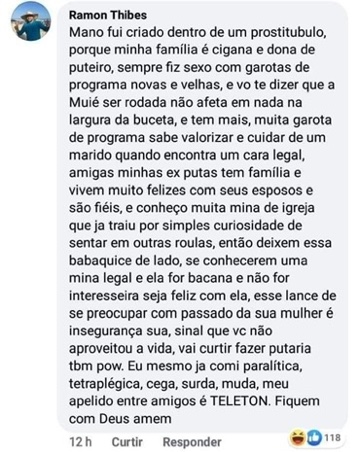 Ramon Thibes
Mano fui criado dentro de um prostitubulo,
porque minha família é cigana e dona de
puteiro, sempre fiz sexo com garotas de
programa novas e velhas, e vo te dizer que a
Muié ser rodada não afeta em nada na
largura da buceta, e tem mais, muita garota
de programa sabe valorizar e cuidar de um
marido quando encontra um cara legal,
amigas minhas ex putas tem família e
vivem muito felizes com seus esposos e
são fiéis, e conheço muita mina de igreja
que ja traiu por simples curiosidade de
sentar em outras roulas, então deixem essa
babaquice de lado, se conhecerem uma
mina legal e ela for bacana e não for
interesseira seja feliz com ela, esse lance de
se preocupar com passado da sua mulher é
insegurança sua, sinal que vc não
aproveitou a vida, vai curtir fazer putaria
tbm pow. Eu mesmo ja comi paralítica,
tetraplégica, cega, surda, muda, meu
apelido entre amigos é TELETON. Fiquem
com Deus amem
12 h Curtir Responder 118